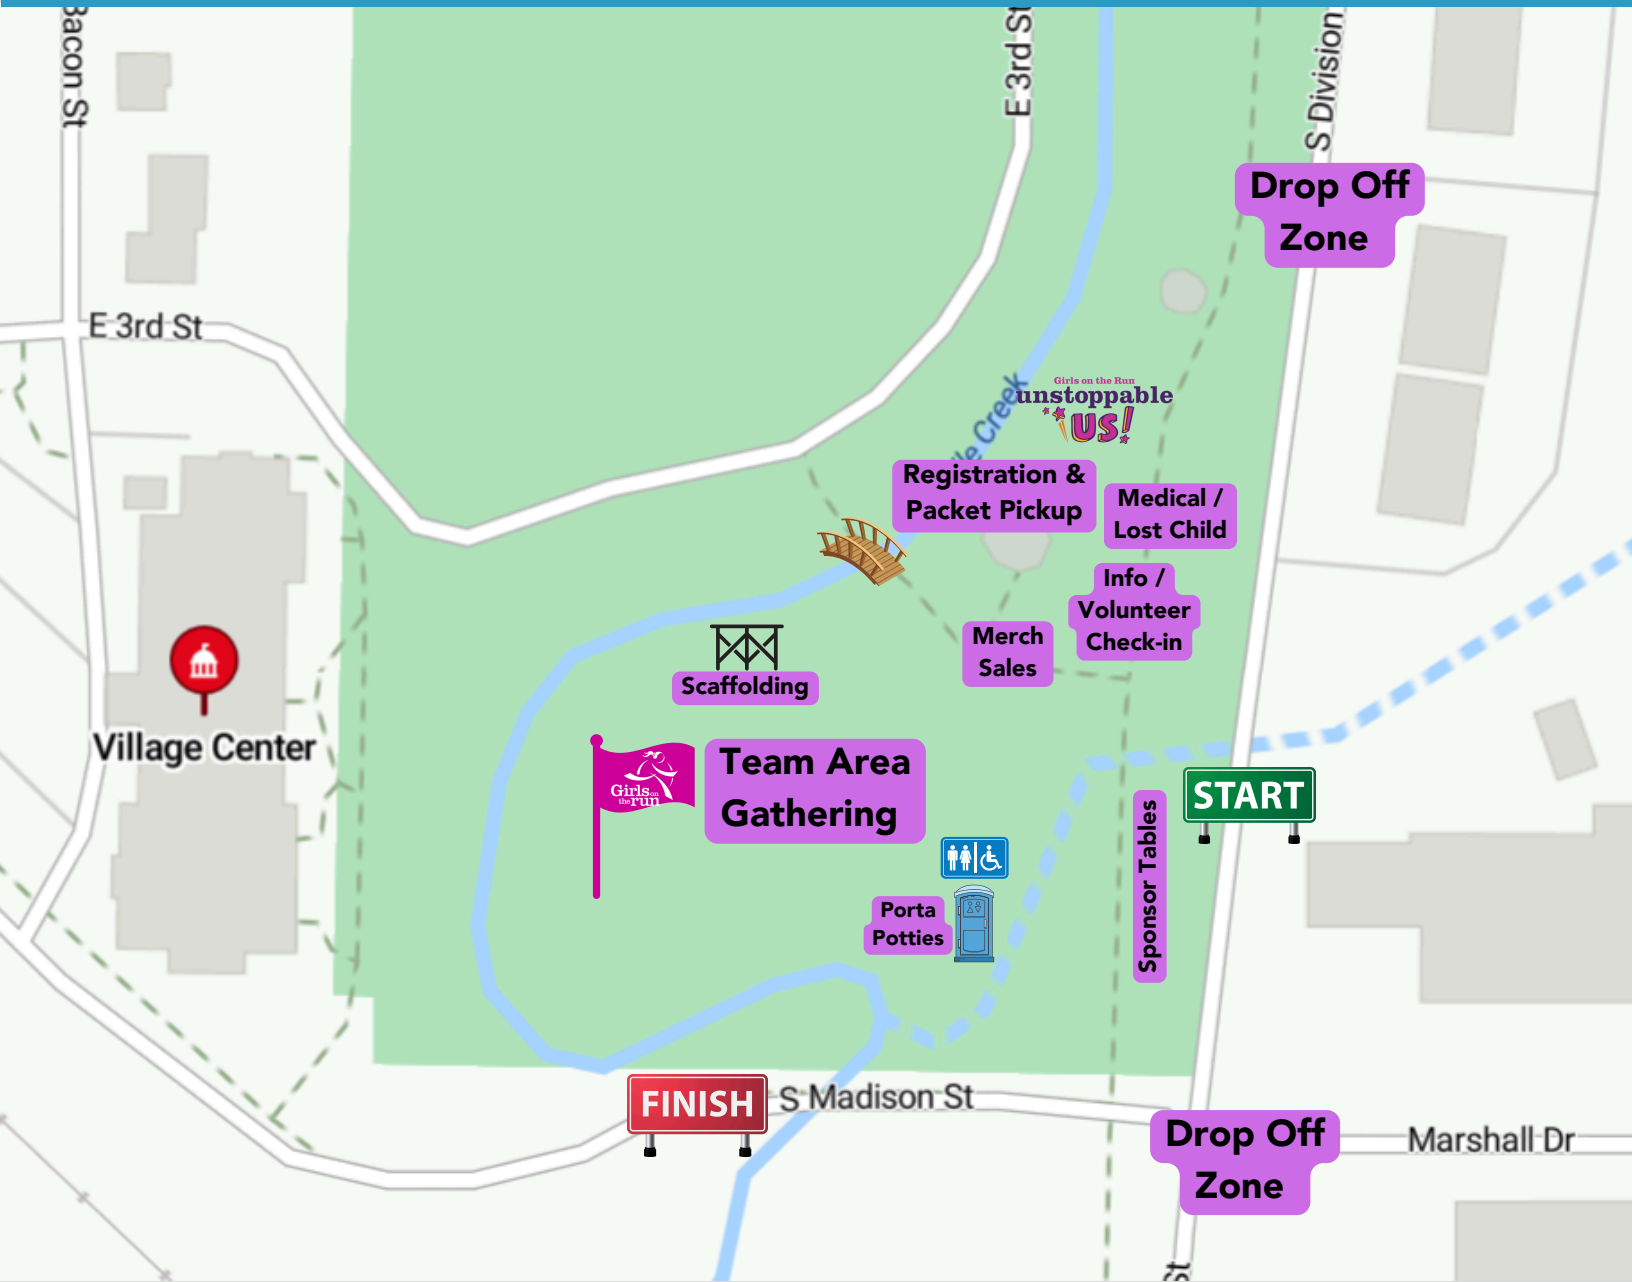 Bacon St
E 3rd St
S Division
Drop Off
Zone
E 3rd St
Girls on the Run
unstoppable
US!
Creek
Registration &
Packet Pickup
Medical /
Lost Child
Info /
Volunteer
Check-in
Merch
Sales
Scaffolding
Village Center
Girls
on
the run
Team Area
Gathering
START
Sponsor Tables
Porta
Potties
FINISH
S Madison St
Drop Off
Zone
Marshall Dr
St